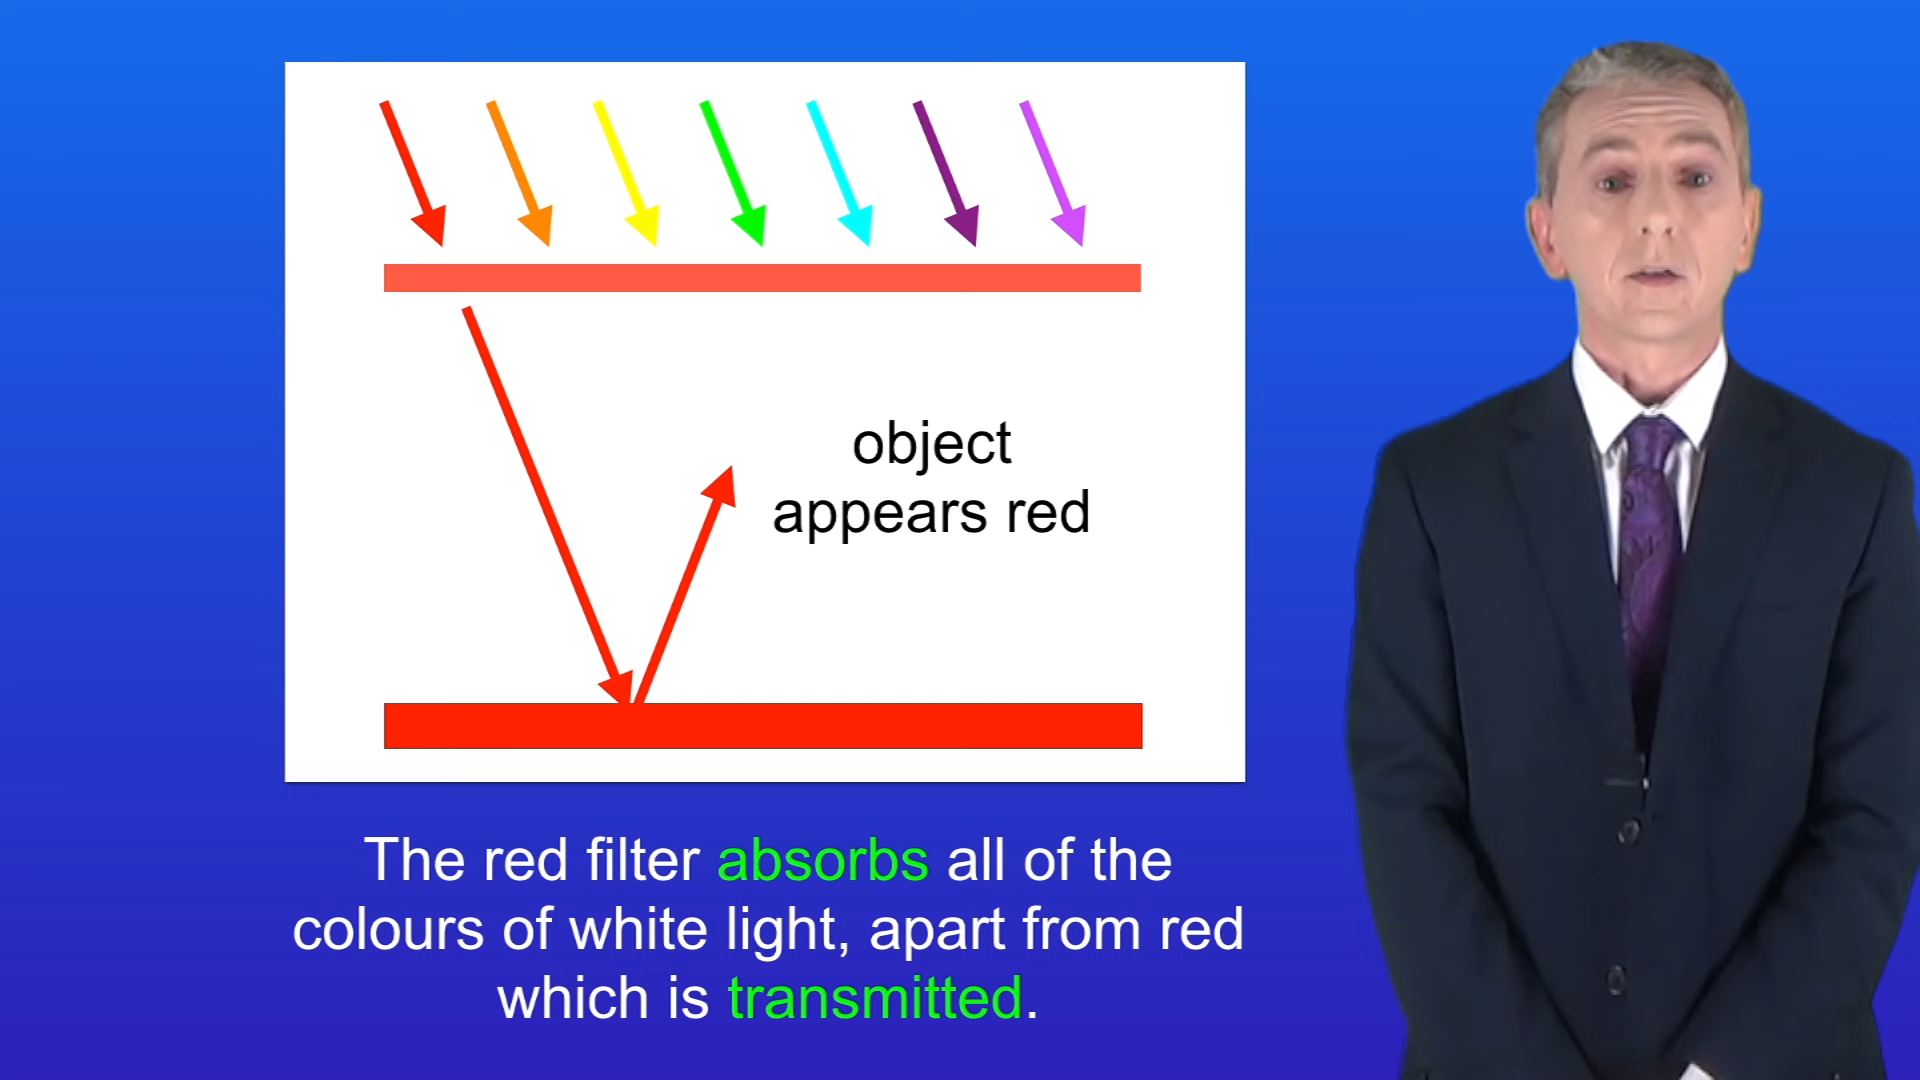 object
appears red
The red filter absorbs all of the
colours of white light, apart from red
which is transmitted.